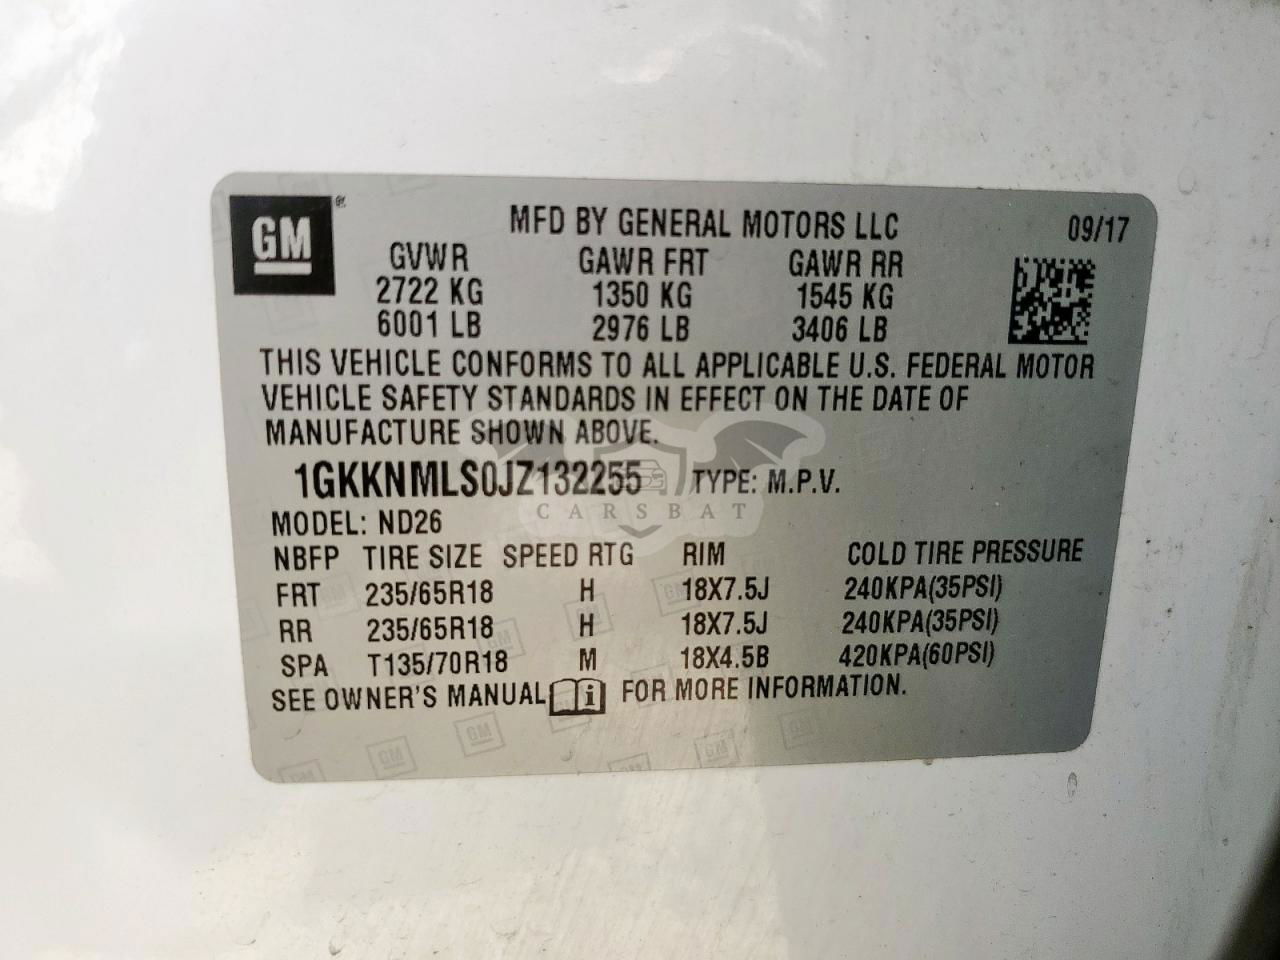 GM
MFD BY GENERAL MOTORS LLC 09/17
GVWR GAWR FRT GAWR RR
2722 KG 1350 KG 1545 KG
6001 LB 2976 LB 3406 LB
THIS VEHICLE CONFORMS TO ALL APPLICABLE U.S. FEDERAL MOTOR
VEHICLE SAFETY STANDARDS IN EFFECT ON THE DATE OF
MANUFACTURE SHOWN ABOVE.
1GKKNMLS0JZ132255 TYPE: M.P.V.
CARSBAT
MODEL: ND26
NBFP TIRE SIZE SPEED RTG RIM COLD TIRE PRESSURE
FRT 235/65R18 H 18X7.5J 240KPA(35PSI)
RR 235/65R18 H 18X7.5J 240KPA(35PSI)
SPA T135/70R18 M 18X4.5B 420KPA(60PSI)
SEE OWNER'S MANUAL i FOR MORE INFORMATION.
GM GM GM